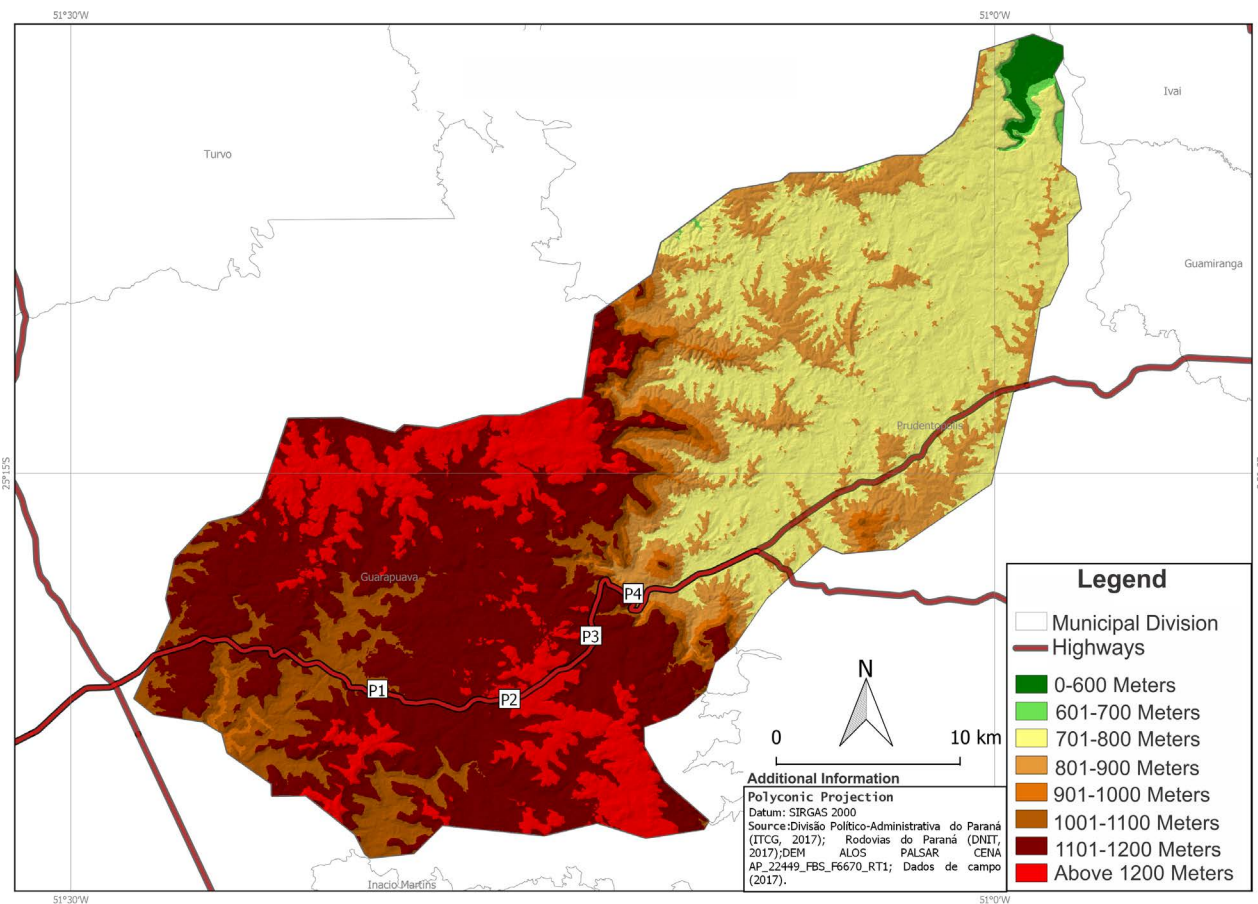 51°30'W
51°0'W
Ivai
Turvo
Guamiranga
Prudentopolis
25°15'S
Guarapuava
P4
P3
P1
P2
Inacio Martins
N
0 10 km
Additional Information
Polyconic Projection
Datum: SIRGAS 2000
Source:Divisão Político-Administrativa do Paraná
(ITCG, 2017); Rodovias do Paraná (DNIT,
2017);DEM ALOS PALSAR CENA
AP_22449_FBS_F6670_RT1; Dados de campo
(2017).
Legend
Municipal Division
Highways
0-600 Meters
601-700 Meters
701-800 Meters
801-900 Meters
901-1000 Meters
1001-1100 Meters
1101-1200 Meters
Above 1200 Meters
51°30'W
51°0'W